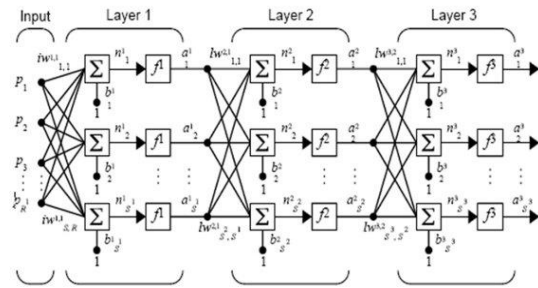 Input Layer 1 Layer 2 Layer 3
iw¹,¹ 1,1 n¹ 1 a¹ 1 lw²,¹ 1,1 n² 1 a² 1 lw³,² 1,1 n³ 1 a³ 1
p₁ Σ f¹ Σ f² Σ f³
b¹ 1 b² 1 b³ 1
1 1 1
p₂ n¹ 2 a¹ 2 n² 2 a² 2 n³ 2 a³ 2
Σ f¹ Σ f² Σ f³
p₃ b¹ 2 b² 2 b³ 2
1 1 1
n¹ s¹ a¹ s¹ n² s² a² s² n³ s³ a³ s³
Σ f¹ Σ f² Σ f³
iw¹,¹ s,R lw²,¹ s²,s¹ lw³,² s³,s²
b¹ s¹ b² s² b³ s³
1 1 1